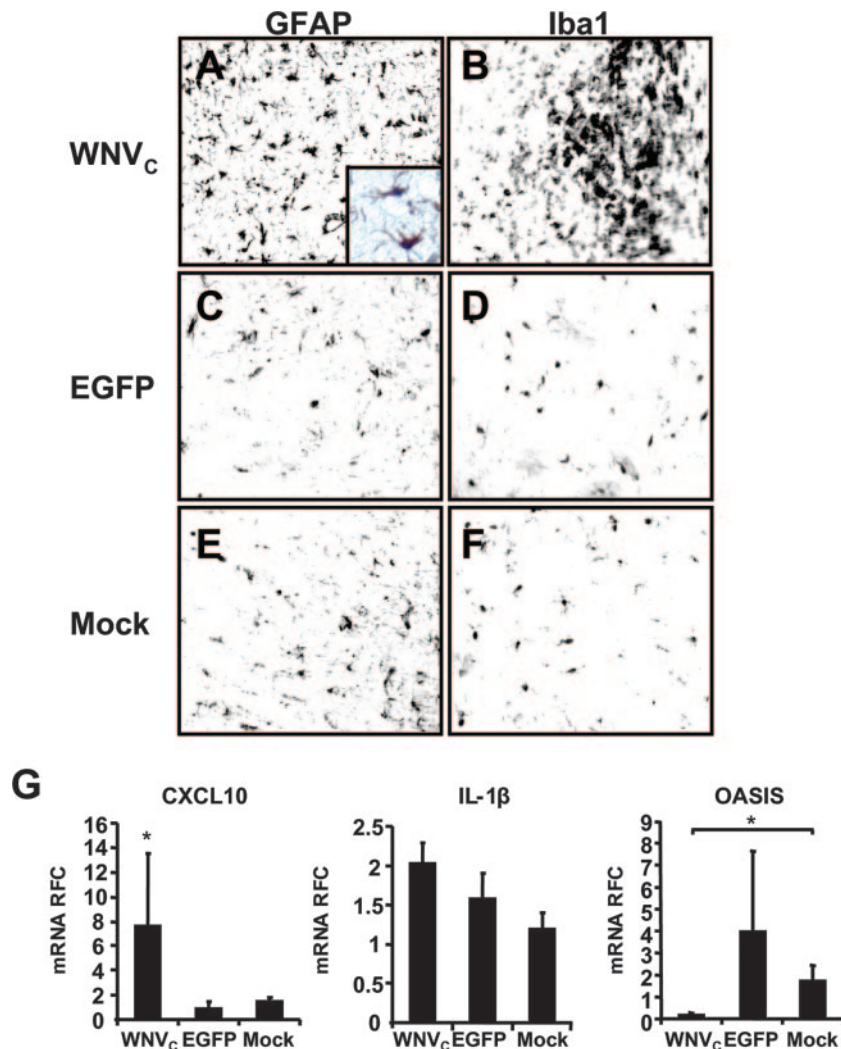 GFAP Iba1
A B
WNVC
C D
EGFP
E F
Mock
G
CXCL10
mRNA RFC
16
14
12
10
8
6
4
2
0
*
WNVC EGFP Mock
IL-1β
mRNA RFC
2.5
2
1.5
1
0.5
0
WNVC EGFP Mock
OASIS
mRNA RFC
9
8
7
6
5
4
3
2
1
0
*
WNVC EGFP Mock